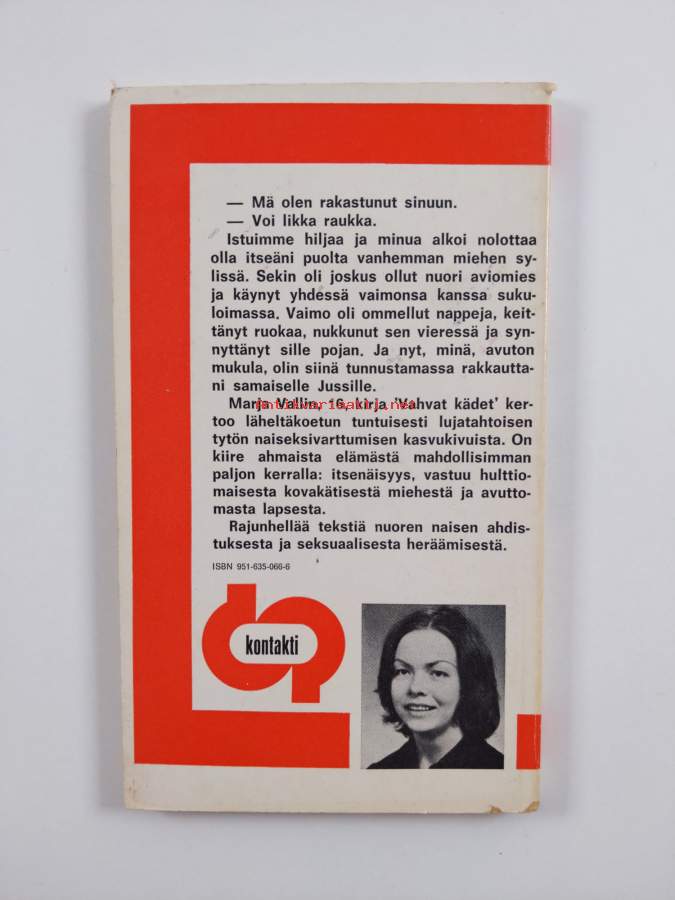 — Mä olen rakastunut sinuun.
— Voi likka raukka.
Istuimme hiljaa ja minua alkoi nolottaa
olla itseäni puolta vanhemman miehen sy-
lissä. Sekin oli joskus ollut nuori aviomies
ja käynyt yhdessä vaimonsa kanssa suku-
loimassa. Vaimo oli ommellut nappeja, keit-
tänyt ruokaa, nukkunut sen vieressä ja syn-
nyttänyt sille pojan. Ja nyt, minä, avuton
mukula, olin siinä tunnustamassa rakkautta-
ni samaiselle Jussille.
Marja Vallin, 16, kirja 'Vahvat kädet' ker-
antikvariaatki.net
too läheltäkoetun tuntuisesti lujatahtoisen
tytön naiseksivarttumisen kasvukivuista. On
kiire ahmaista elämästä mahdollisimman
paljon kerralla: itsenäisyys, vastuu hulttio-
maisesta kovakätisestä miehestä ja avutto-
masta lapsesta.
Rajunhellää tekstiä nuoren naisen ahdis-
tuksesta ja seksuaalisesta heräämisestä.
ISBN 951-635-066-6
kontakti